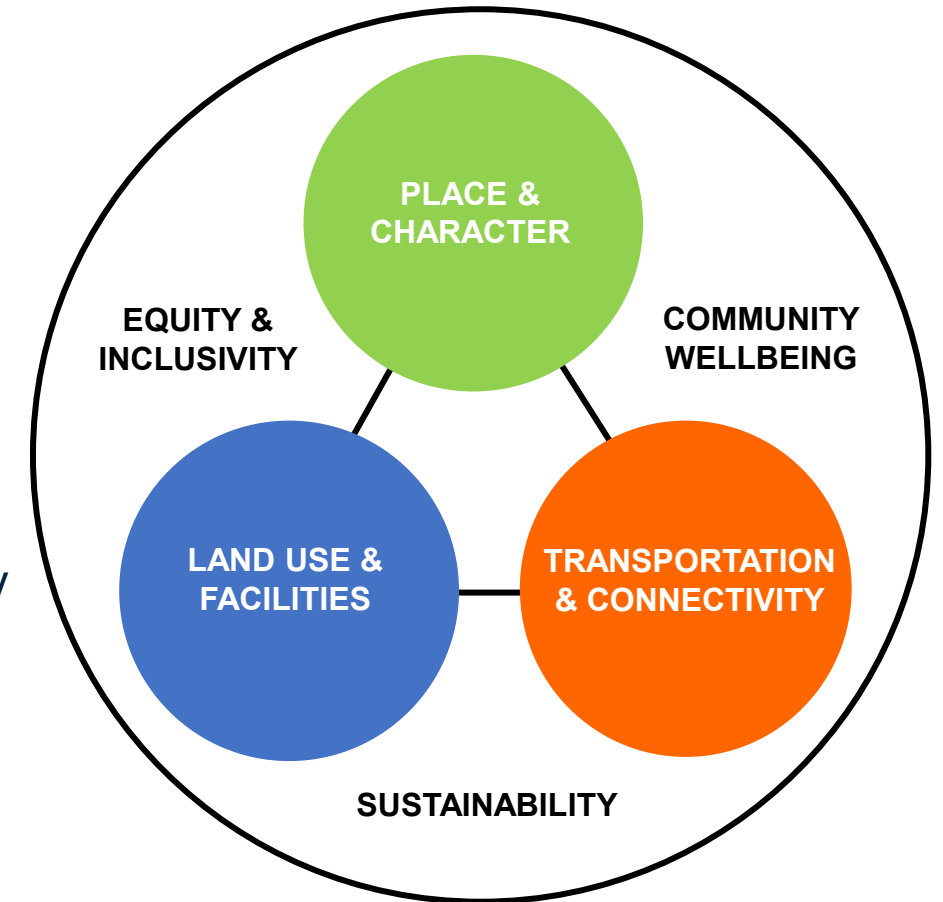 PLACE &
CHARACTER
EQUITY &
INCLUSIVITY
COMMUNITY
WELLBEING
LAND USE &
FACILITIES
TRANSPORTATION
& CONNECTIVITY
SUSTAINABILITY